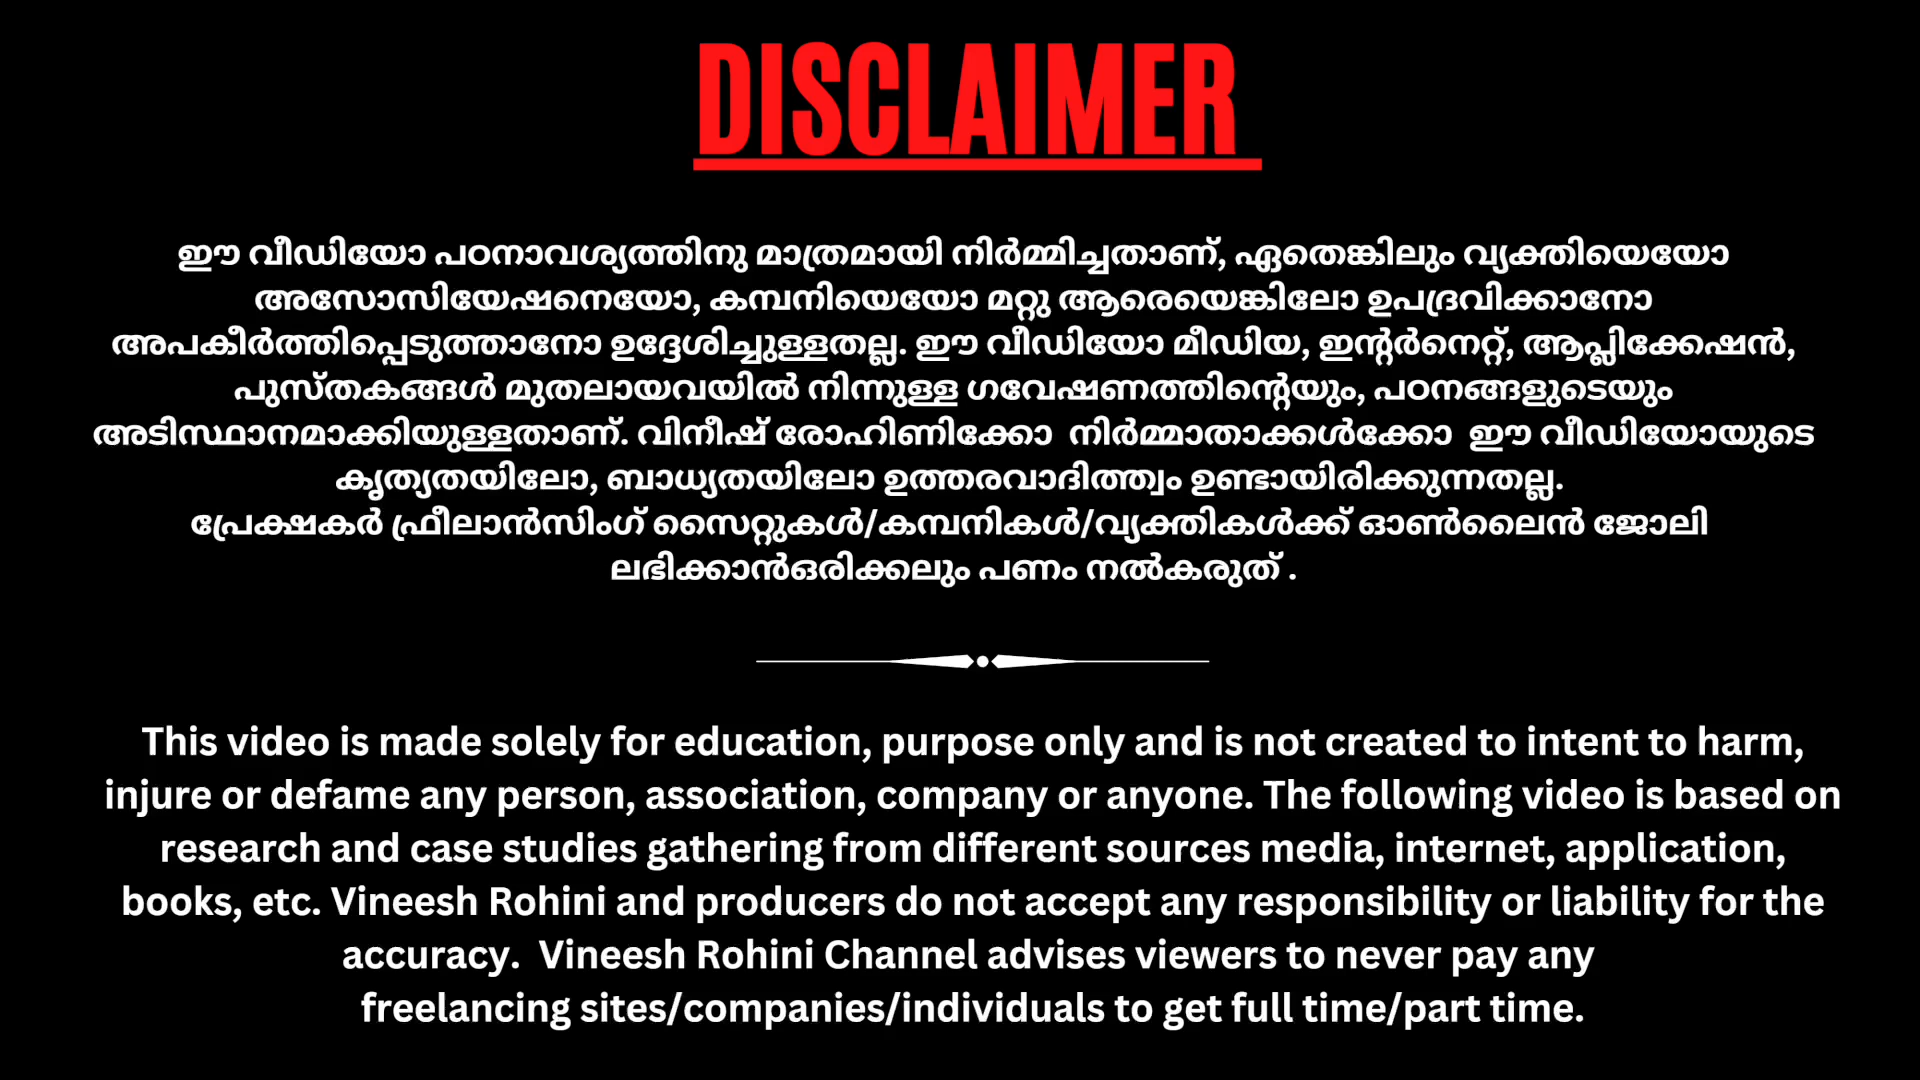 DISCLAIMER
ഈ വീഡിയോ പഠനാവശ്യത്തിനു മാത്രമായി നിർമ്മിച്ചതാണ്, ഏതെങ്കിലും വ്യക്തിയെയോ
അസോസിയേഷനെയോ, കമ്പനിയെയോ മറ്റു ആരെയെങ്കിലോ ഉപദ്രവിക്കാനോ
അപകീർത്തിപ്പെടുത്താനോ ഉദ്ദേശിച്ചുള്ളതല്ല. ഈ വീഡിയോ മീഡിയ, ഇന്റർനെറ്റ്, ആപ്ലിക്കേഷൻ,
പുസ്തകങ്ങൾ മുതലായവയിൽ നിന്നുള്ള ഗവേഷണത്തിന്റെയും, പഠനങ്ങളുടെയും
അടിസ്ഥാനമാക്കിയുള്ളതാണ്. വിനീഷ് രോഹിണിക്കോ നിർമ്മാതാക്കൾക്കോ ഈ വീഡിയോയുടെ
കൃത്യതയിലോ, ബാധ്യതയിലോ ഉത്തരവാദിത്ത്വം ഉണ്ടായിരിക്കുന്നതല്ല.
പ്രേക്ഷകർ ഫ്രീലാൻസിംഗ് സൈറ്റുകൾ/കമ്പനികൾ/വ്യക്തികൾക്ക് ഓൺലൈൻ ജോലി
ലഭിക്കാൻഒരിക്കലും പണം നൽകരുത് .
This video is made solely for education, purpose only and is not created to intent to harm,
injure or defame any person, association, company or anyone. The following video is based on
research and case studies gathering from different sources media, internet, application,
books, etc. Vineesh Rohini and producers do not accept any responsibility or liability for the
accuracy. Vineesh Rohini Channel advises viewers to never pay any
freelancing sites/companies/individuals to get full time/part time.